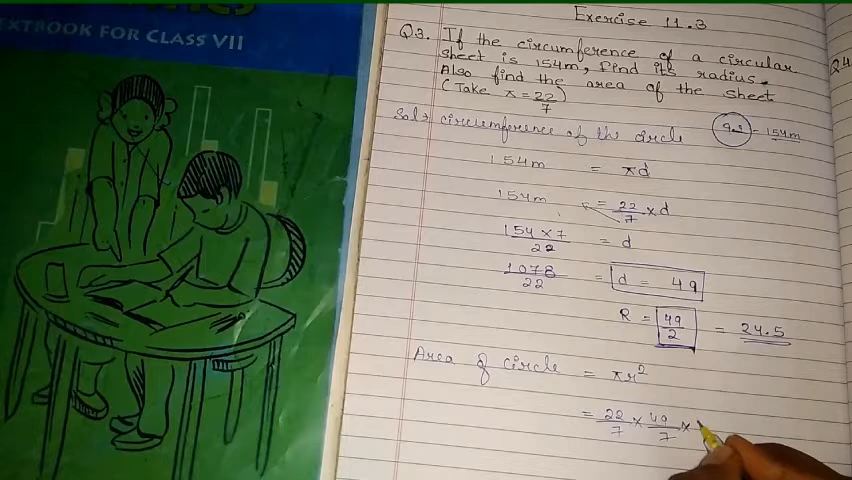 TEXTBOOK FOR CLASS VII
Exercise 11.3
Q3. If the circumference of a circular
sheet is 154m, find its radius.
Also find the area of the sheet
(Take π = 22/7)
Sol→ circumference of the circle
= 154m
154m = πd
154m = 22/7 × d
154 × 7/22 = d
1078/22 = d = 49
R = 49/2 = 24.5
Area of circle = πr²
= 22/7 × 49/7 ×